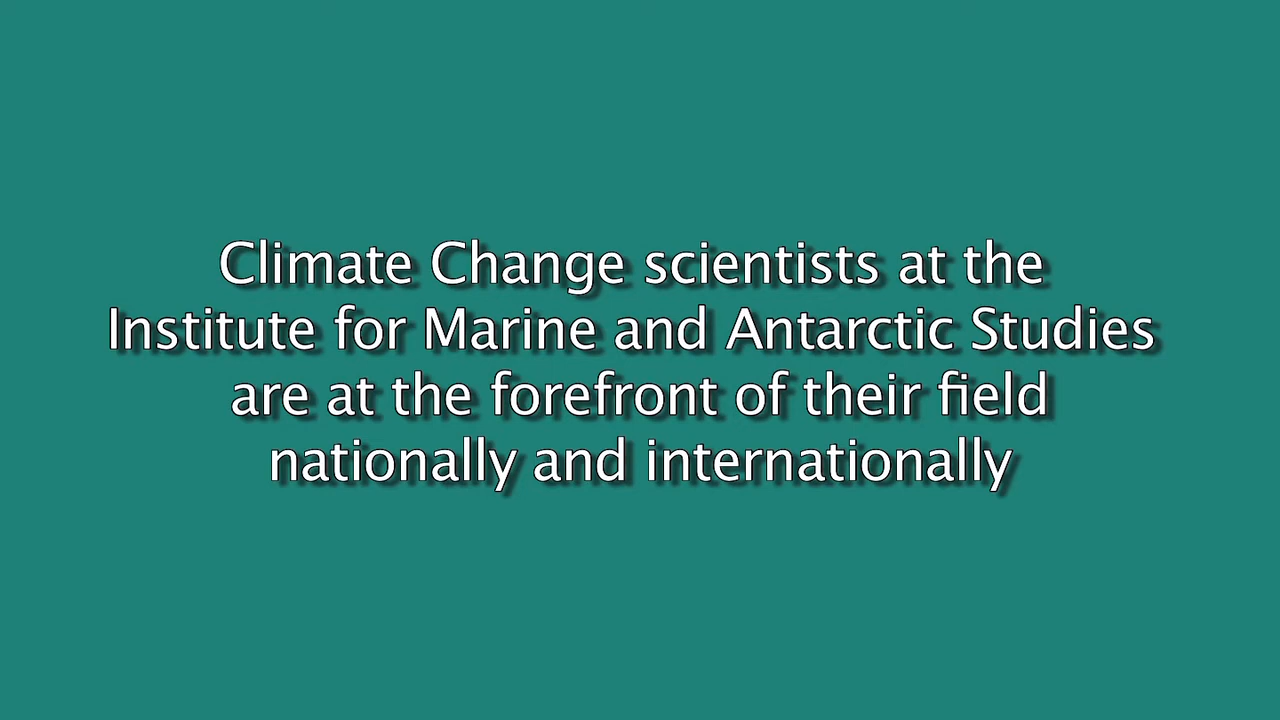 Climate Change scientists at the
Institute for Marine and Antarctic Studies
are at the forefront of their field
nationally and internationally